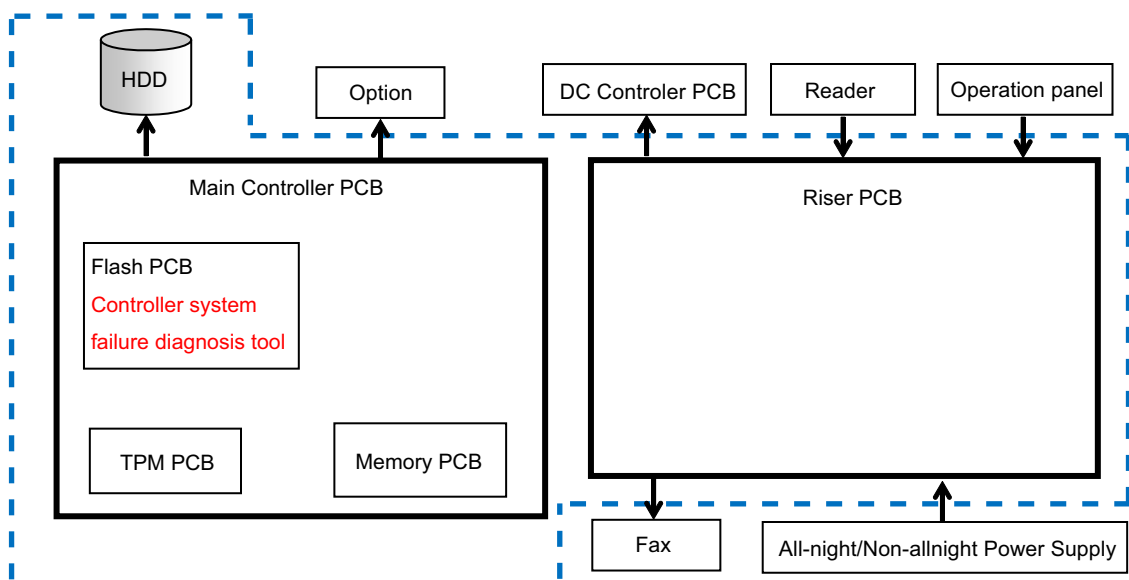 HDD
Option
DC Controler PCB
Reader
Operation panel
Main Controller PCB
Riser PCB
Flash PCB
Controller system
failure diagnosis tool
TPM PCB
Memory PCB
Fax
All-night/Non-allnight Power Supply